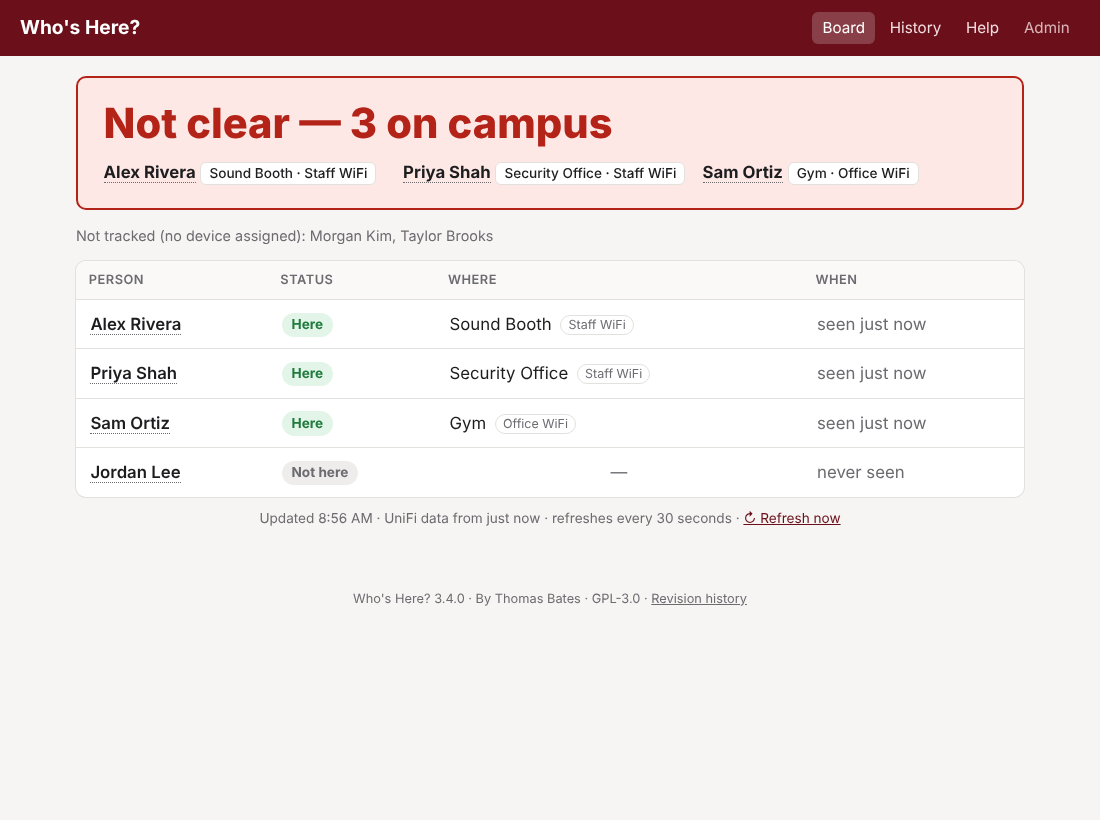 Who's Here? Board History Help Admin
Not clear — 3 on campus
Alex Rivera Sound Booth · Staff WiFi Priya Shah Security Office · Staff WiFi Sam Ortiz Gym · Office WiFi
Not tracked (no device assigned): Morgan Kim, Taylor Brooks
PERSON STATUS WHERE WHEN
Alex Rivera Here Sound Booth Staff WiFi seen just now
Priya Shah Here Security Office Staff WiFi seen just now
Sam Ortiz Here Gym Office WiFi seen just now
Jordan Lee Not here — never seen
Updated 8:56 AM · UniFi data from just now · refreshes every 30 seconds · ↻ Refresh now
Who's Here? 3.4.0 · By Thomas Bates · GPL-3.0 · Revision history